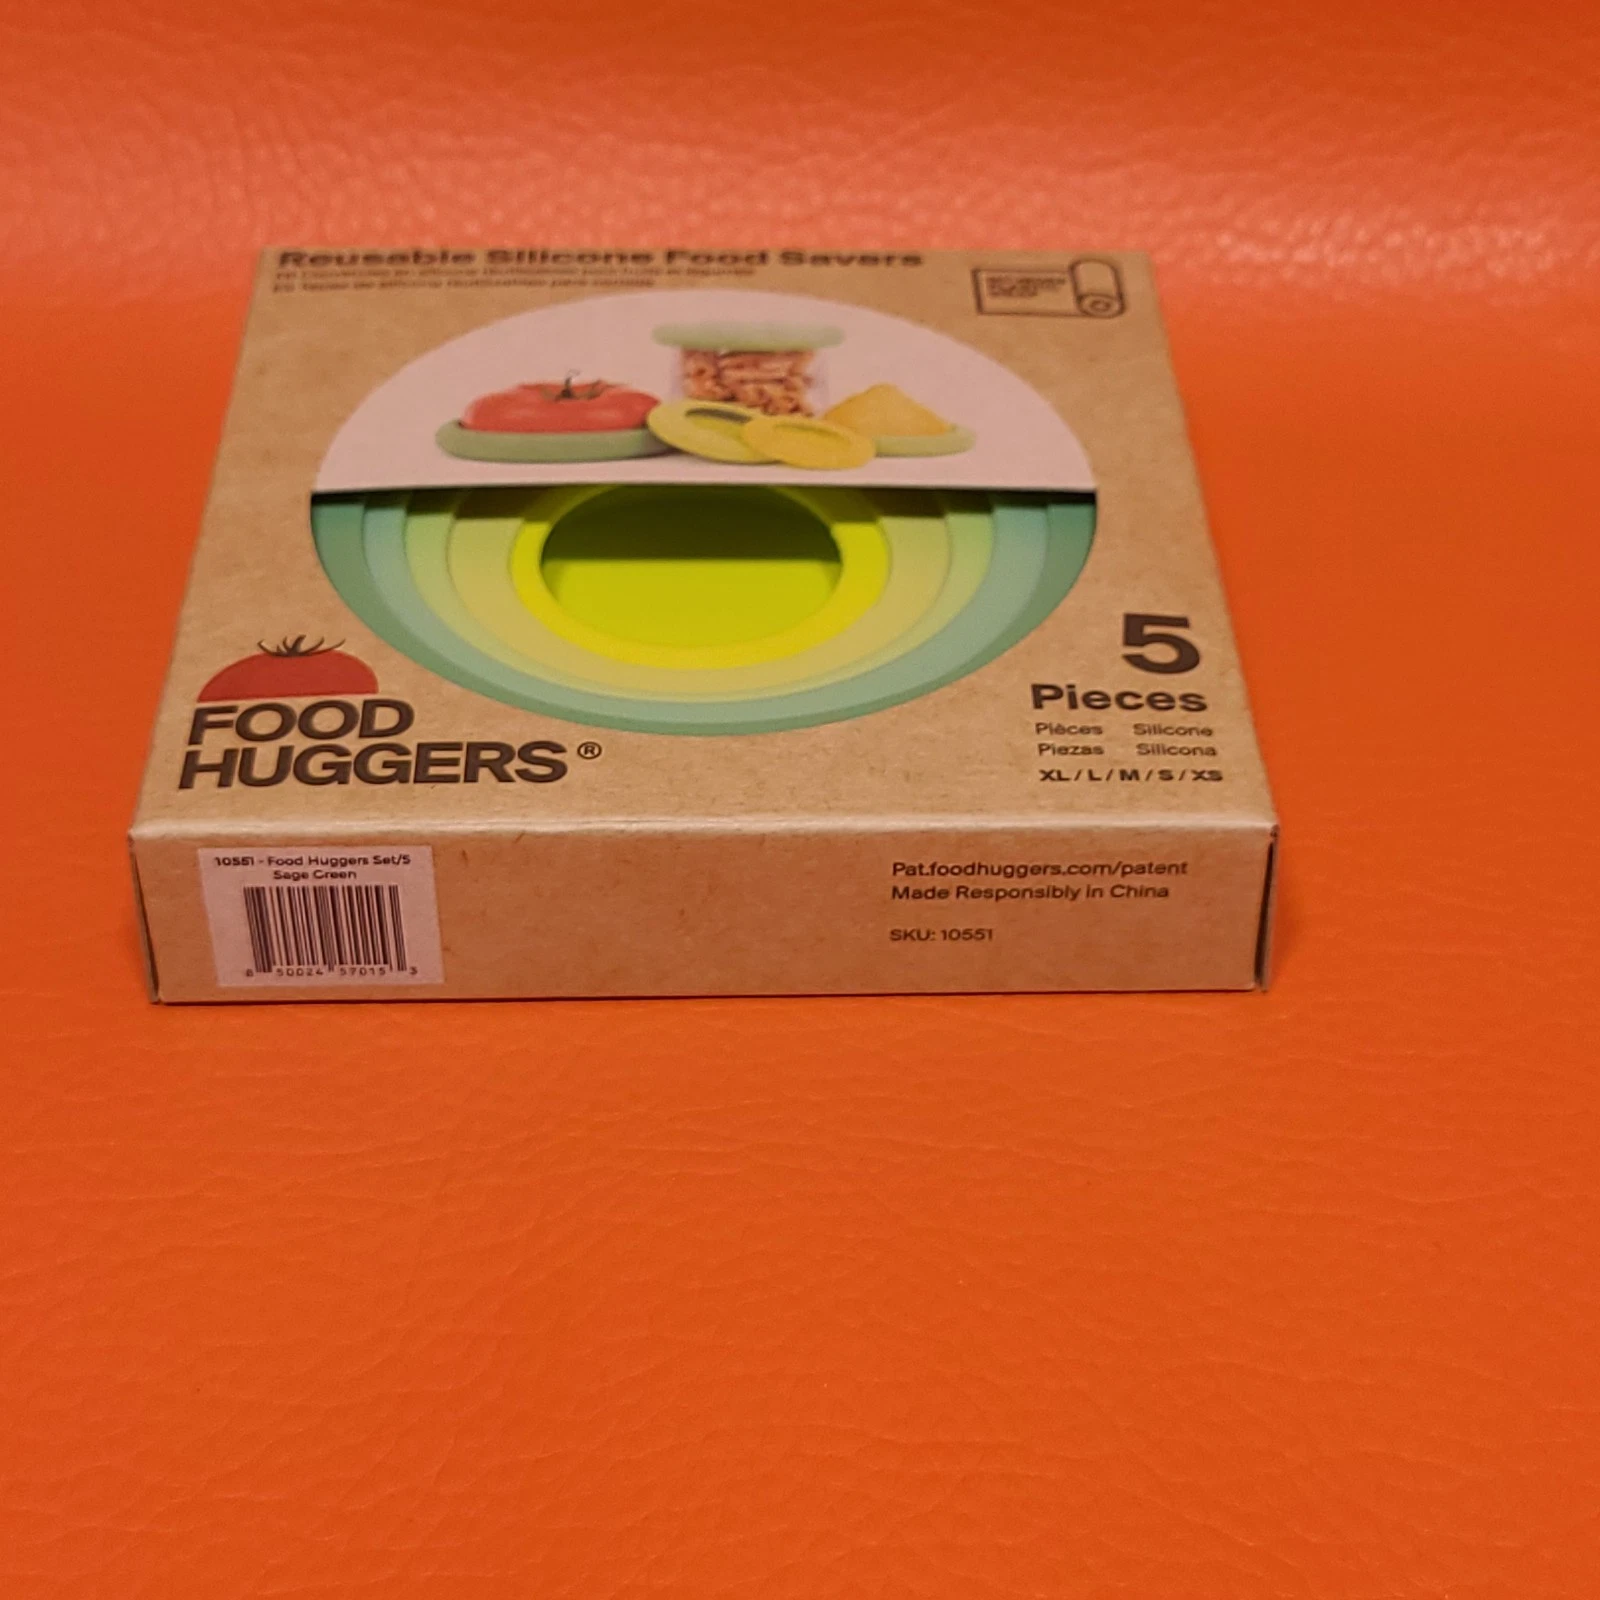 Reusable Silicone Food Savers
FOOD
HUGGERS®
5
Pieces
Pièces Silicone
Piezas Silicona
XL/L/M/S/XS
10551 - Food Huggers Set/5
Sage Green
8 50024 57015 3
Pat.foodhuggers.com/patent
Made Responsibly in China
SKU: 10551